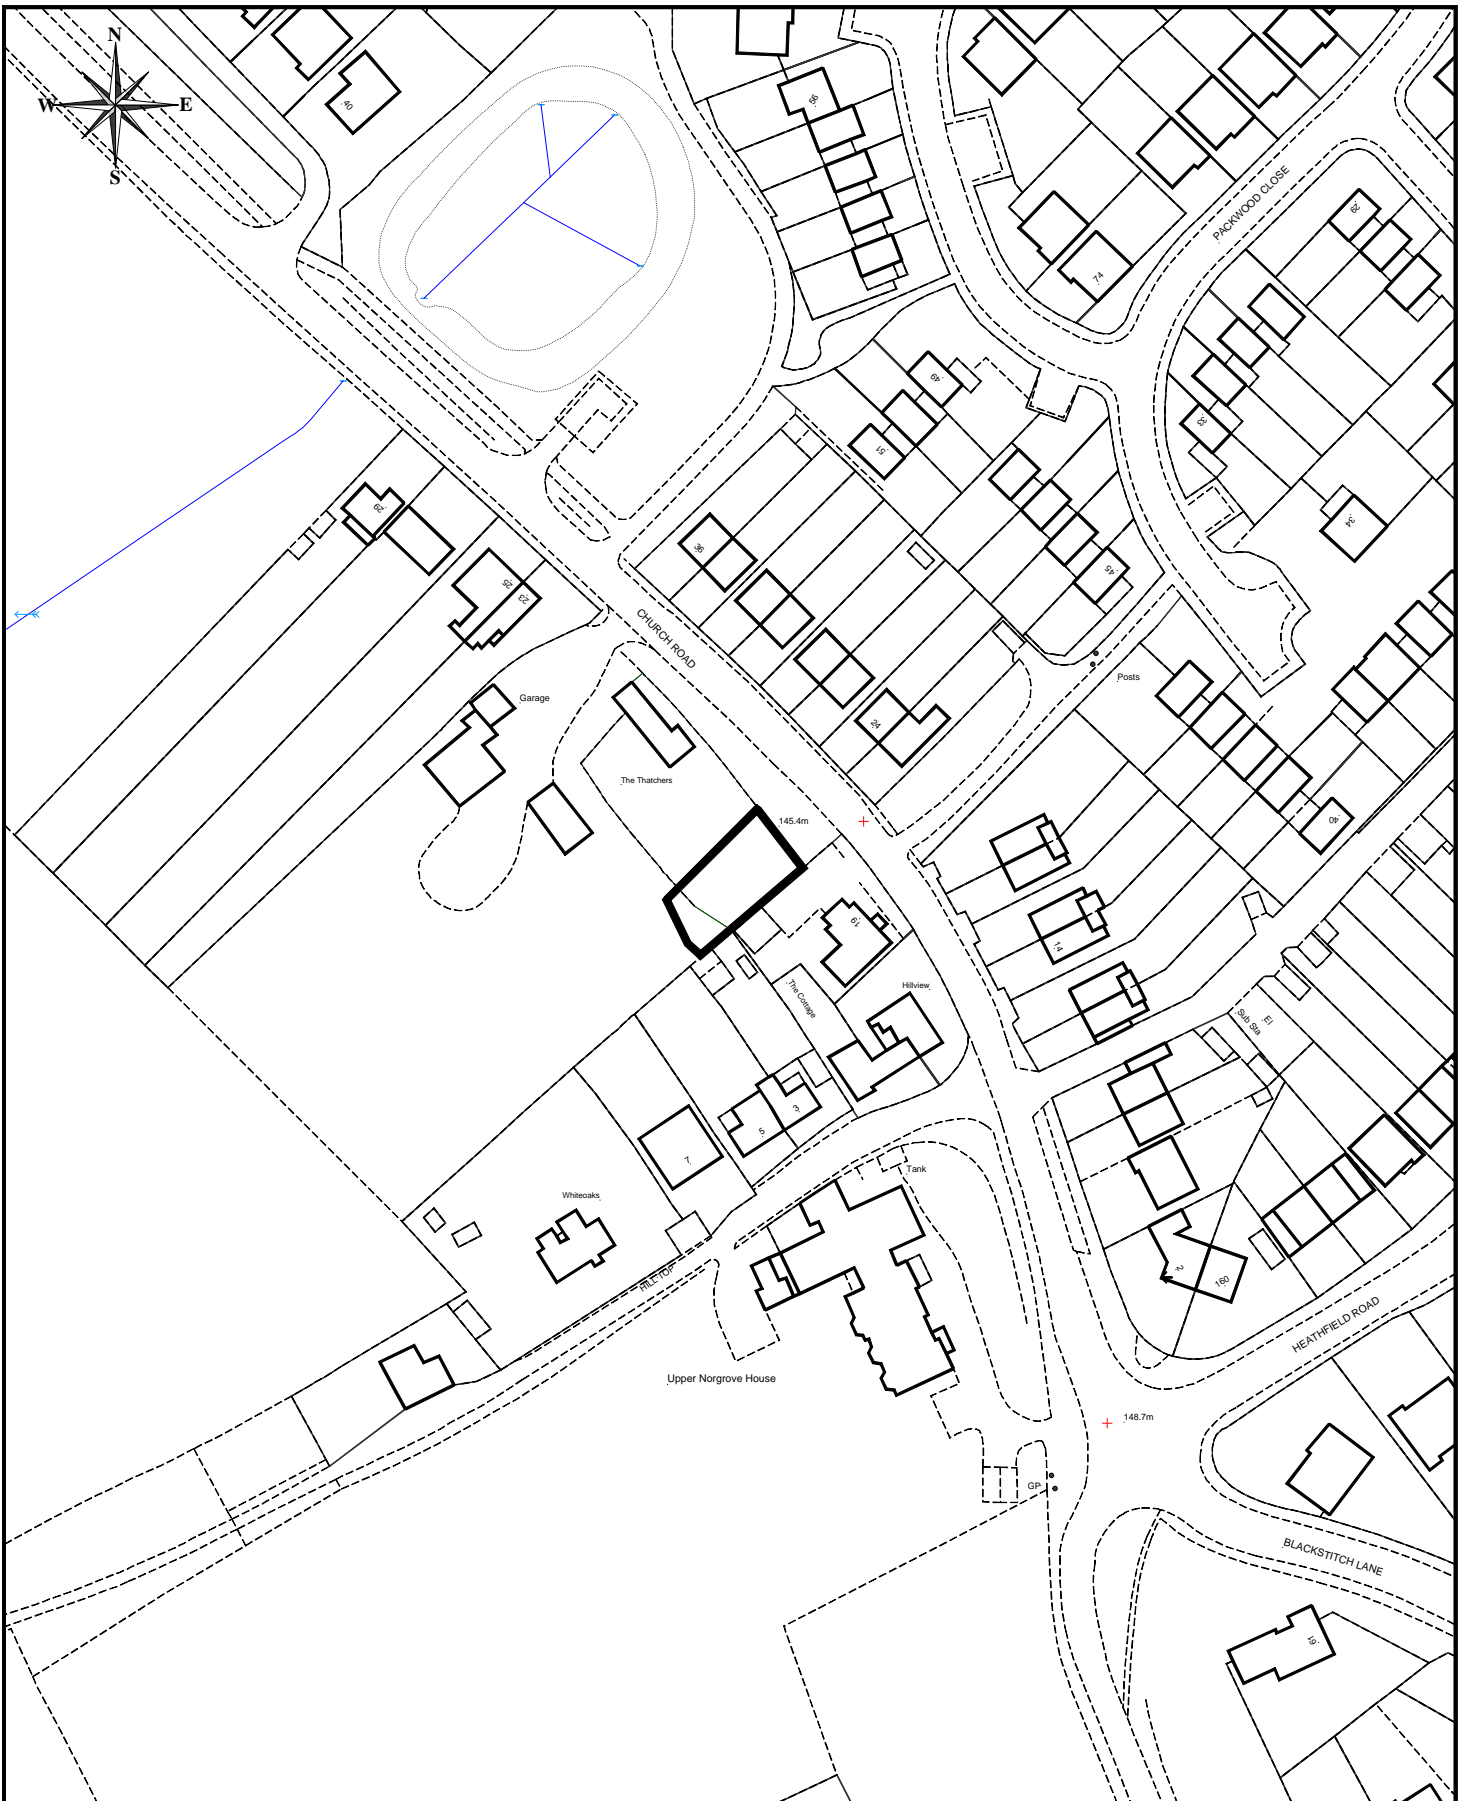 N
W
E
S
40
56
29
PACKWOOD CLOSE
74
49
51
33
34
29
36
45
25
23
CHURCH ROAD
Posts
Garage
24
The Thatchers
145.4m
40
19
14
Hillview
The Cottage
El
Sub Sta
3
5
7
Tank
Whiteoaks
HILL TOP
2
160
HEATHFIELD ROAD
Upper Norgrove House
148.7m
GP
BLACKSTITCH LANE
61